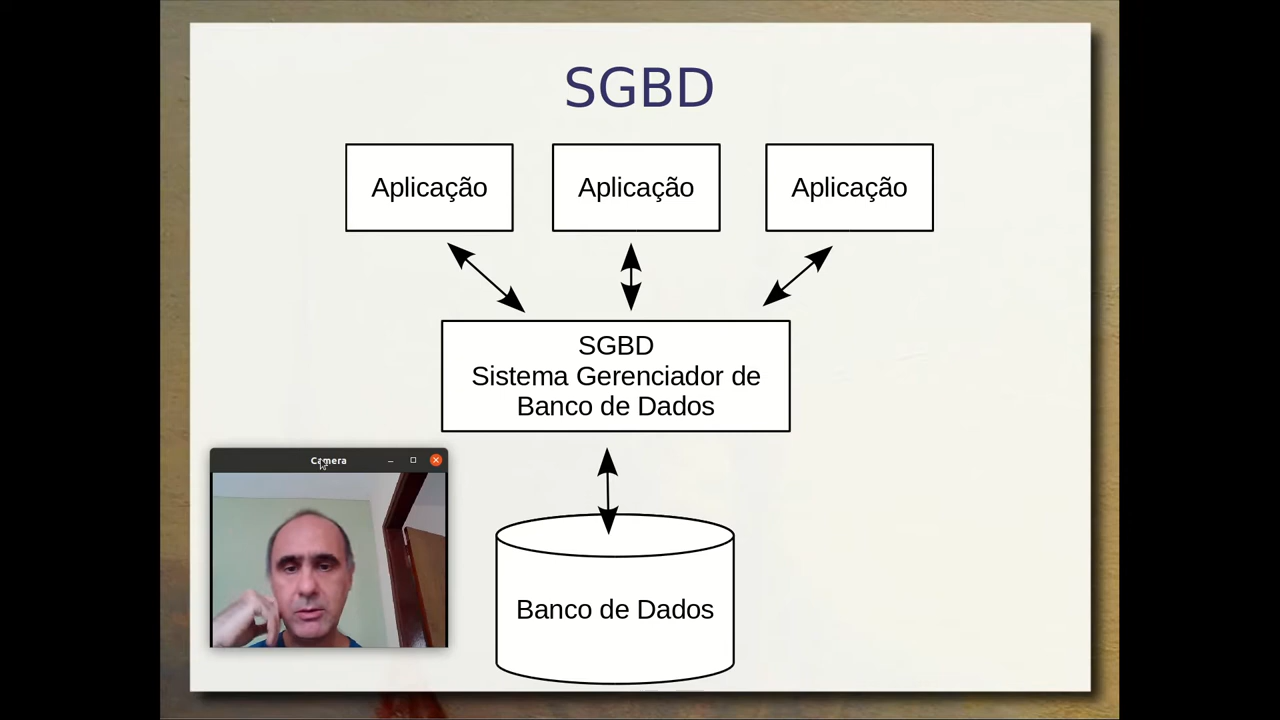 SGBD
Aplicação
Aplicação
Aplicação
SGBD
Sistema Gerenciador de
Banco de Dados
Camera
Banco de Dados